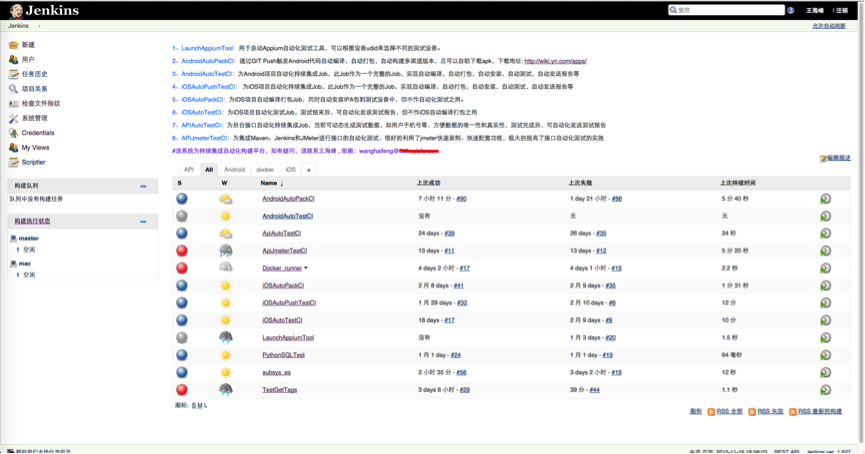 Jenkins
查找
王海峰 | 注销
Jenkins
允许自动刷新
新建
用户
任务历史
项目关系
检查文件指纹
系统管理
Credentials
My Views
Scriptler
构建队列
队列中没有构建任务
构建执行状态
master
1 空闲
mac
1 空闲
1、LaunchAppiumTool：用于启动Appium自动化测试工具，可以根据设备udid来选择不同的测试设备。
2、AndroidAutoPackCI：通过GIT Push触发Android代码自动编译，自动打包，自动构建多渠道版本，且可以自助下载apk，下载地址: http://wiki.yn.com/apps/
3、AndroidAutoTestCI：为Android项目自动化持续集成Job，此Job作为一个完整的Job，实现自动编译，自动打包，自动安装，自动测试，自动发送报告等
4、iOSAutoPushTestCI：为iOS项目自动化持续集成Job，此Job作为一个完整的Job，实现自动编译，自动打包，自动安装，自动测试，自动发送报告等
5、iOSAutoPackCI：为iOS项目自动编译打包Job，同时自动安装IPA包到测试设备中，但不作自动化测试之用。
6、iOSAutoTestCI：为iOS项目自动化测试Job，测试结束后，可自动化发送测试报告，但不作iOS自动编译打包之用
7、APIAutoTestCI：为后台接口自动化持续集成Job，当前可动态生成测试数据，如用户手机号等，方便数据的唯一性和真实性，测试完成后，可自动化发送测试报告
8、APIJmeterTestCI：为集成Maven、Jenkins和JMeter进行接口的自动化测试，很好的利用了jmeter快速录制、快速配置功能，极大的提高了接口自动化测试的实施
#该系统为持续集成自动化构建平台，如有疑问，请联系王海峰，邮箱：wanghaifeng@
编辑描述
API All Android docker iOS +
S W Name ↓ 上次成功 上次失败 上次持续时间
AndroidAutoPackCI 7 小时 11 分 - #90 1 day 21 小时 - #86 5 分 40 秒
AndroidAutoTestCI 没有 无 无
ApiAutoTestCI 24 days - #39 26 days - #35 24 秒
ApiJmeterTestCI 13 days - #11 13 days - #12 5 分 20 秒
Docker_runner 4 days 2 小时 - #17 4 days 1 小时 - #19 2.2 秒
iOSAutoPackCI 2 月 8 days - #41 2 月 9 days - #35 1 分 31 秒
iOSAutoPushTestCI 1 月 29 days - #32 2 月 10 days - #6 12 分
iOSAutoTestCI 18 days - #17 2 月 9 days - #9 10 分
LaunchAppiumTool 没有 1 月 3 days - #20 1.5 秒
PythonSQLTest 1 月 1 day - #24 1 月 1 day - #19 64 毫秒
subsys_es 2 小时 35 分 - #56 3 days 2 小时 - #19 12 秒
TestGetTags 3 days 6 小时 - #29 39 分 - #44 1.1 秒
图标: S M L
图例 RSS 全部 RSS 失败 RSS 最新的构建
帮助我们本地化当前页
生成 页面: 2015-11-15 16:58:03 REST API Jenkins ver. 1.637